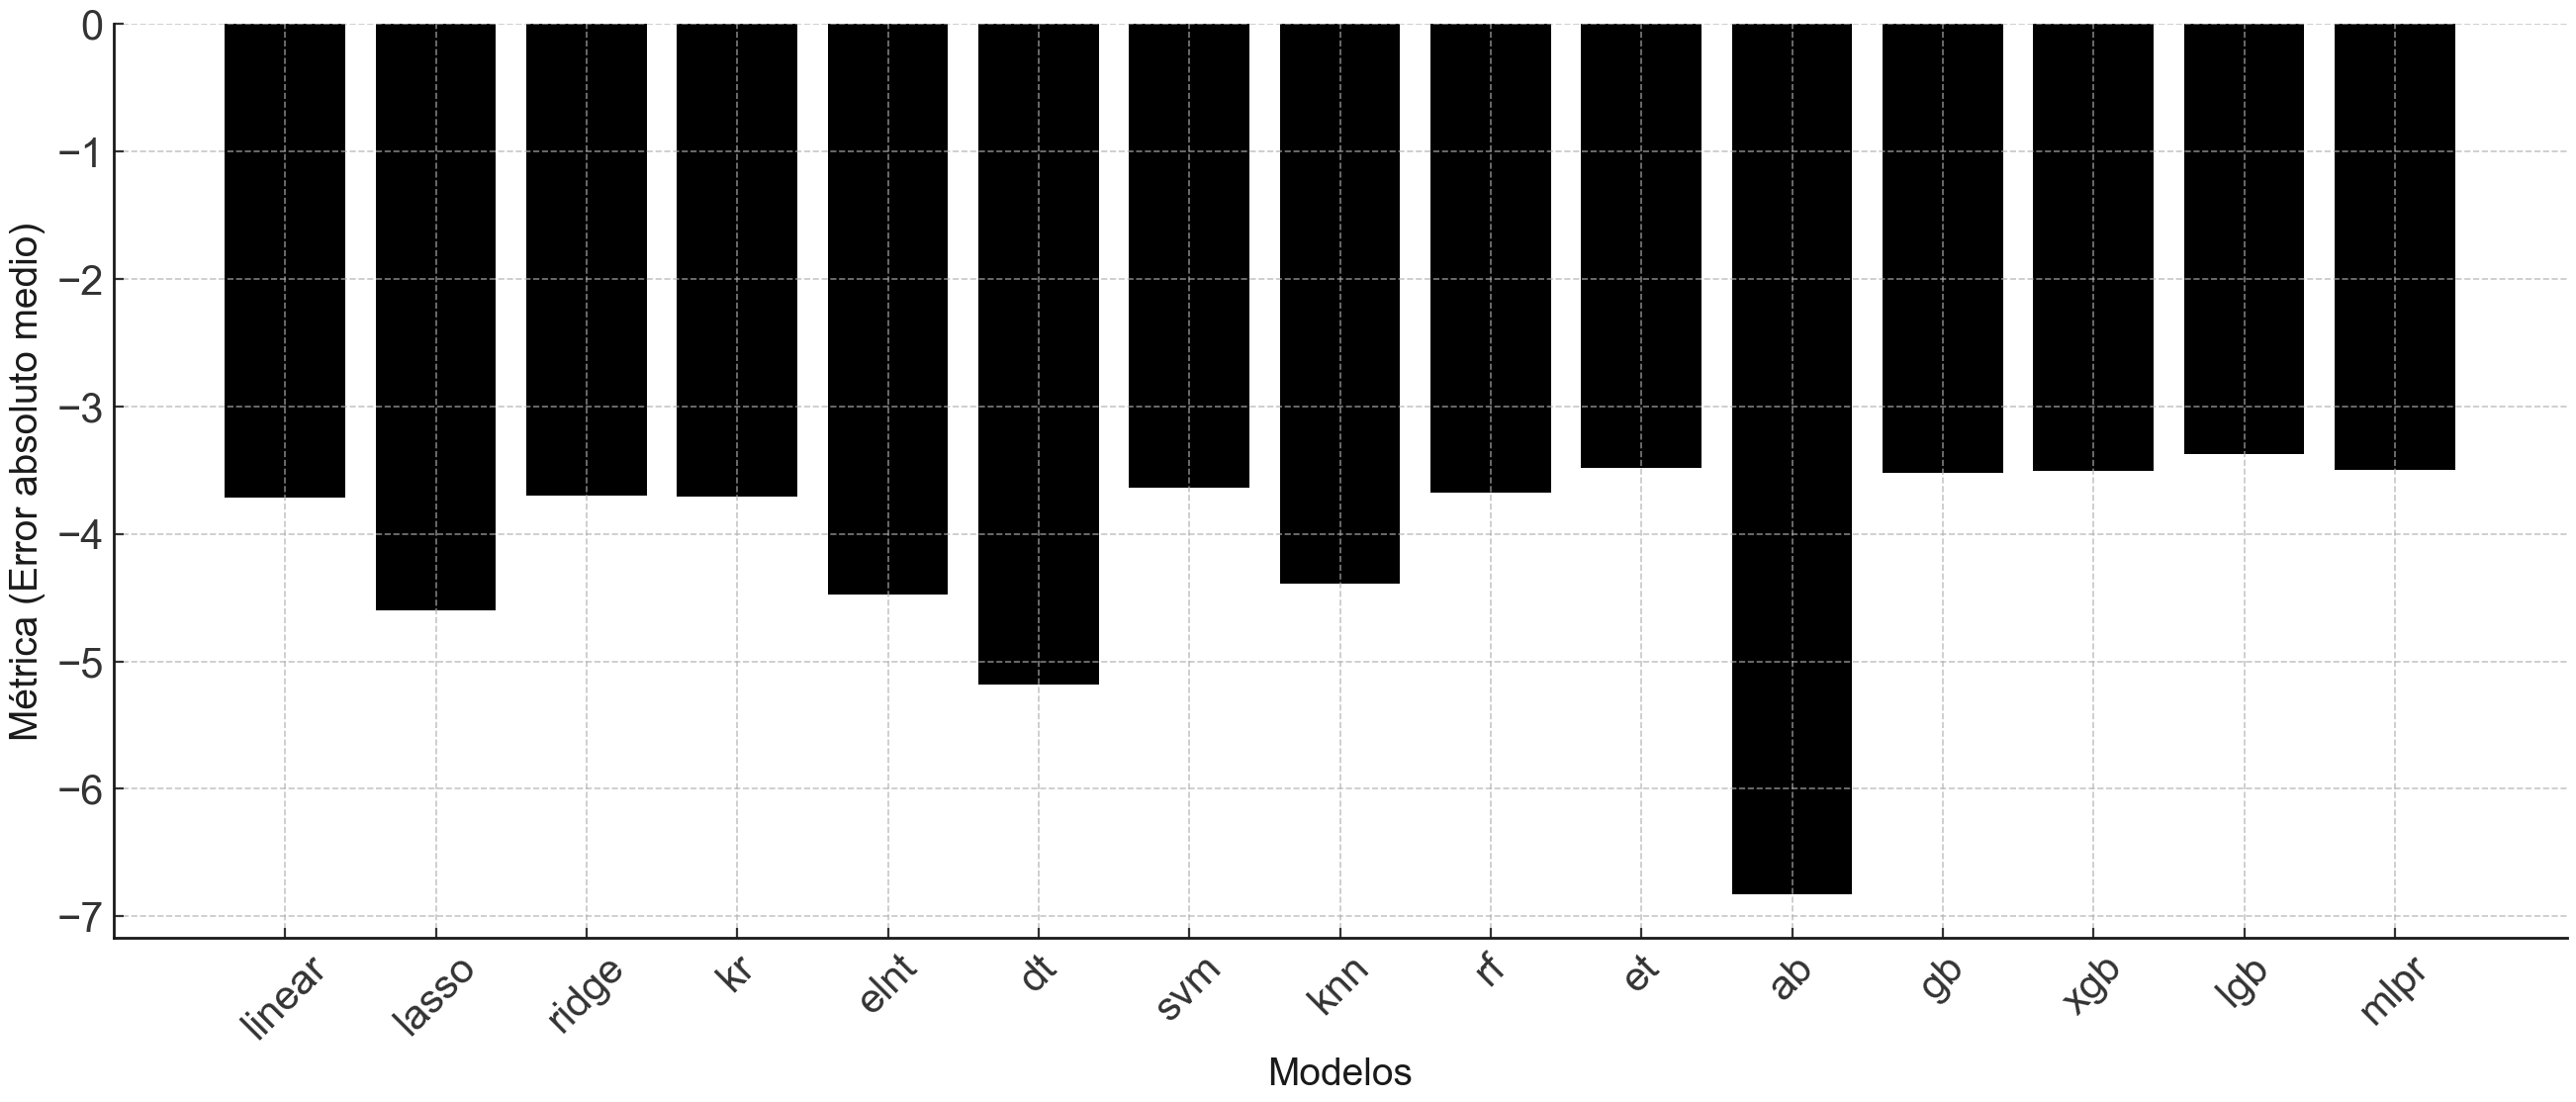 Métrica (Error absoluto medio)
0
−1
−2
−3
−4
−5
−6
−7
linear
lasso
ridge
kr
elnt
dt
svm
knn
rf
et
ab
gb
xgb
lgb
mlpr
Modelos